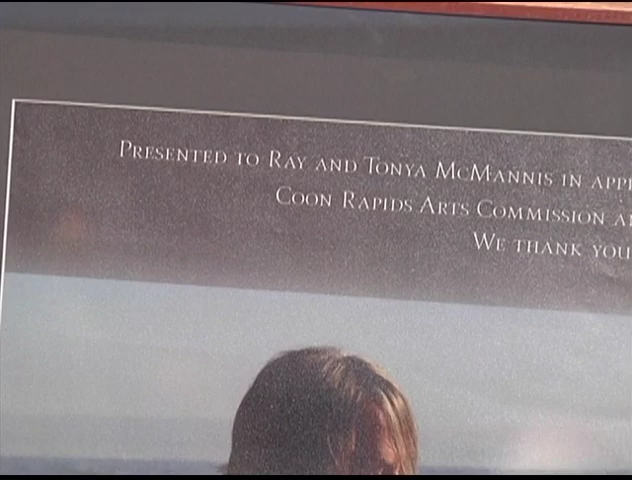 Presented to Ray and Tonya McMannis in
Coon Rapids Arts Commission
We thank you